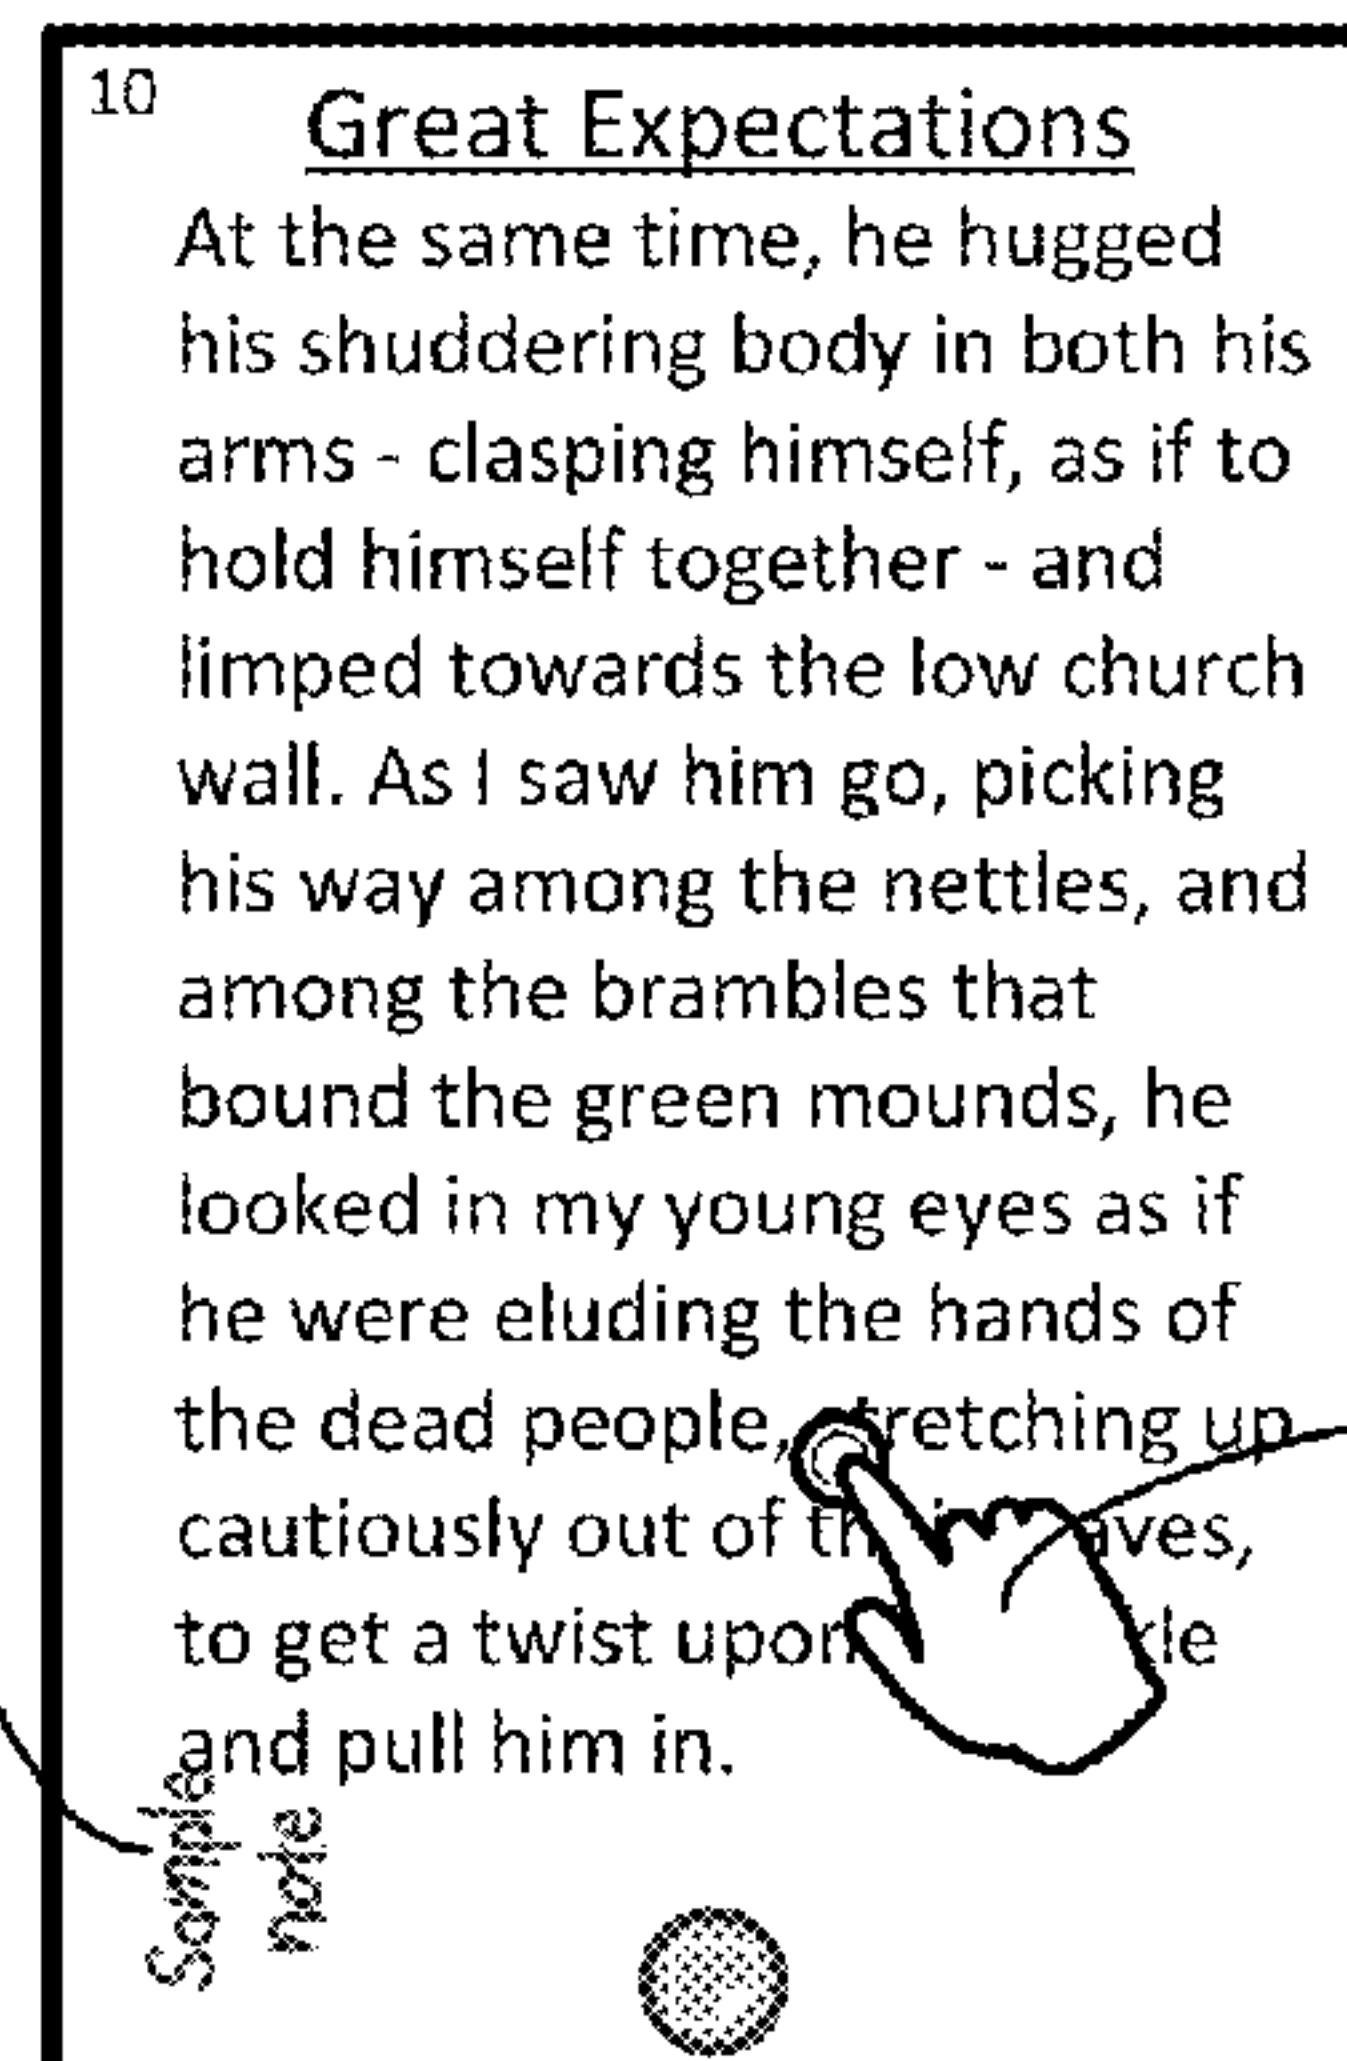 10
Great Expectations
At the same time, he hugged
his shuddering body in both his
arms - clasping himself, as if to
hold himself together - and
limped towards the low church
wall. As I saw him go, picking
his way among the nettles, and
among the brambles that
bound the green mounds, he
looked in my young eyes as if
he were eluding the hands of
the dead people, stretching up
cautiously out of
to get a twist upon
and pull him in.
Sample
note